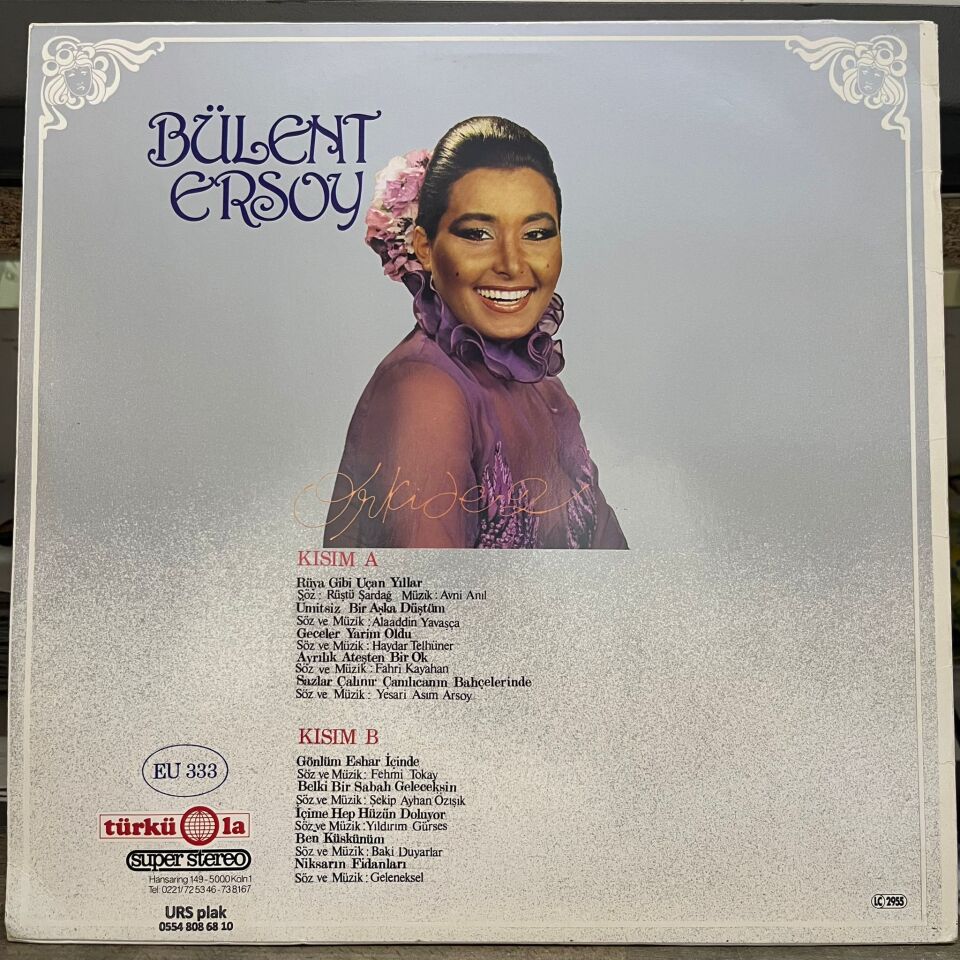 BÜLENT
ERSOY
KISIM A
Rüya Gibi Uçan Yıllar
Söz : Rüştü Şardağ Müzik : Avni Anıl
Ümitsiz Bir Aşka Düştüm
Söz ve Müzik : Alaaddin Yavaşça
Geceler Yarim Oldu
Söz ve Müzik : Haydar Telhüner
Ayrılık Ateşten Bir Ok
Söz ve Müzik : Fahri Kayahan
Sazlar Çalınır Çamlıcanın Bahçelerinde
Söz ve Müzik : Yesari Asım Arsoy
KISIM B
Gönlüm Eshar İçinde
Söz ve Müzik : Fehmi Tokay
Belki Bir Sabah Geleceksin
Söz ve Müzik : Şekip Ayhan Özışık
İçime Hep Hüzün Doluyor
Söz ve Müzik : Yıldırım Gürses
Ben Küskünüm
Söz ve Müzik : Baki Duyarlar
Niksarın Fidanları
Söz ve Müzik : Geleneksel
EU 333
türküola
super stereo
Hansaring 149 - 5000 Köln 1
Tel: 0221/72 53 46 - 73 81 67
URS plak
0554 808 68 10
LC 2955